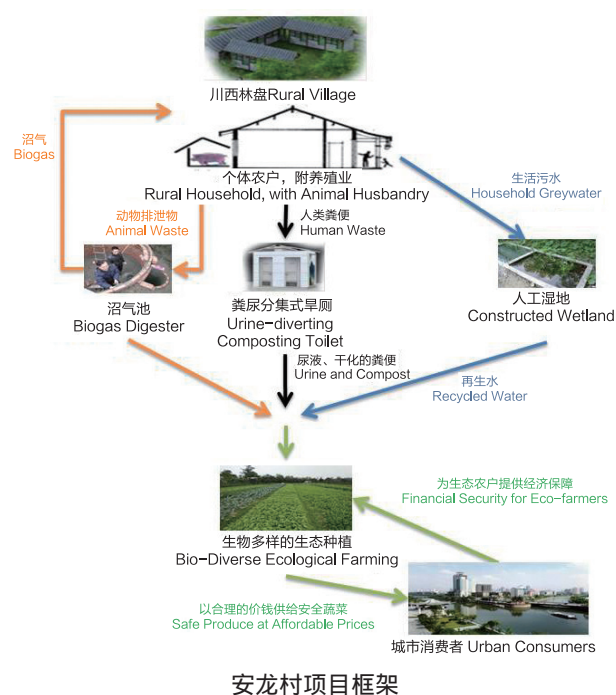 川西林盘Rural Village
沼气
Biogas
个体农户，附养殖业
Rural Household, with Animal Husbandry
生活污水
Household Greywater
动物排泄物
Animal Waste
人类粪便
Human Waste
沼气池
Biogas Digester
粪尿分集式旱厕
Urine-diverting
Composting Toilet
人工湿地
Constructed Wetland
尿液、干化的粪便
Urine and Compost
再生水
Recycled Water
为生态农户提供经济保障
Financial Security for Eco-farmers
生物多样的生态种植
Bio-Diverse Ecological Farming
以合理的价钱供给安全蔬菜
Safe Produce at Affordable Prices
城市消费者 Urban Consumers
安龙村项目框架